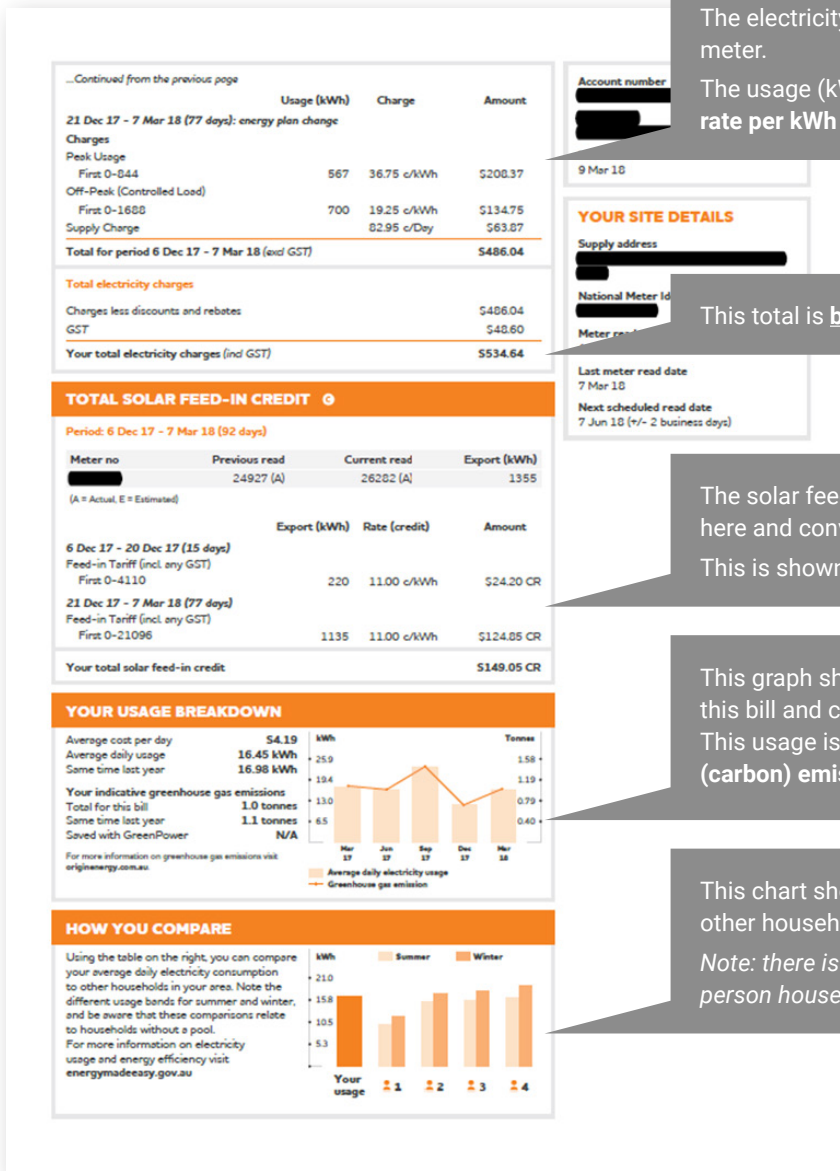 ...Continued from the previous page
Usage (kWh) Charge Amount
21 Dec 17 - 7 Mar 18 (77 days): energy plan change
Charges
Peak Usage
First 0-844 567 36.75 c/kWh $208.37
Off-Peak (Controlled Load)
First 0-1688 700 19.25 c/kWh $134.75
Supply Charge 82.95 c/Day $63.87
Total for period 6 Dec 17 - 7 Mar 18 (excl GST) $486.04
Total electricity charges
Charges less discounts and rebates $486.04
GST $48.60
Your total electricity charges (incl GST) $534.64
TOTAL SOLAR FEED-IN CREDIT
Period: 6 Dec 17 - 7 Mar 18 (92 days)
Meter no Previous read Current read Export (kWh)
24927 (A) 26282 (A) 1355
(A = Actual, E = Estimated)
Export (kWh) Rate (credit) Amount
6 Dec 17 - 20 Dec 17 (15 days)
Feed-in Tariff (incl. any GST)
First 0-4110 220 11.00 c/kWh $24.20 CR
21 Dec 17 - 7 Mar 18 (77 days)
Feed-in Tariff (incl. any GST)
First 0-21096 1135 11.00 c/kWh $124.85 CR
Your total solar feed-in credit $149.05 CR
YOUR USAGE BREAKDOWN
Average cost per day $4.19
Average daily usage 16.45 kWh
Same time last year 16.98 kWh
Your indicative greenhouse gas emissions
Total for this bill 1.0 tonnes
Same time last year 1.1 tonnes
Saved with GreenPower N/A
For more information on greenhouse gas emissions visit
originenergy.com.au.
kWh Tonnes
25.9 1.58
19.4 1.19
13.0 0.79
6.5 0.40
Mar Jun Sep Dec Mar
17 17 17 17 18
Average daily electricity usage
Greenhouse gas emission
HOW YOU COMPARE
Using the table on the right, you can compare
your average daily electricity consumption
to other households in your area. Note the
different usage bands for summer and winter,
and be aware that these comparisons relate
to households without a pool.
For more information on electricity
usage and energy efficiency visit
energymadeeasy.gov.au
kWh Summer Winter
21.0
15.8
10.5
5.3
Your
usage 1 2 3 4
Account number
9 Mar 18
YOUR SITE DETAILS
Supply address
National Meter Id
Meter
Last meter read date
7 Mar 18
Next scheduled read date
7 Jun 18 (+/- 2 business days)
The electricity
meter.
The usage (kW
rate per kWh
This total is b
The solar fee
here and conv
This is shown
This graph sh
this bill and c
This usage is
(carbon) emis
This chart sho
other househ
Note: there is
person house